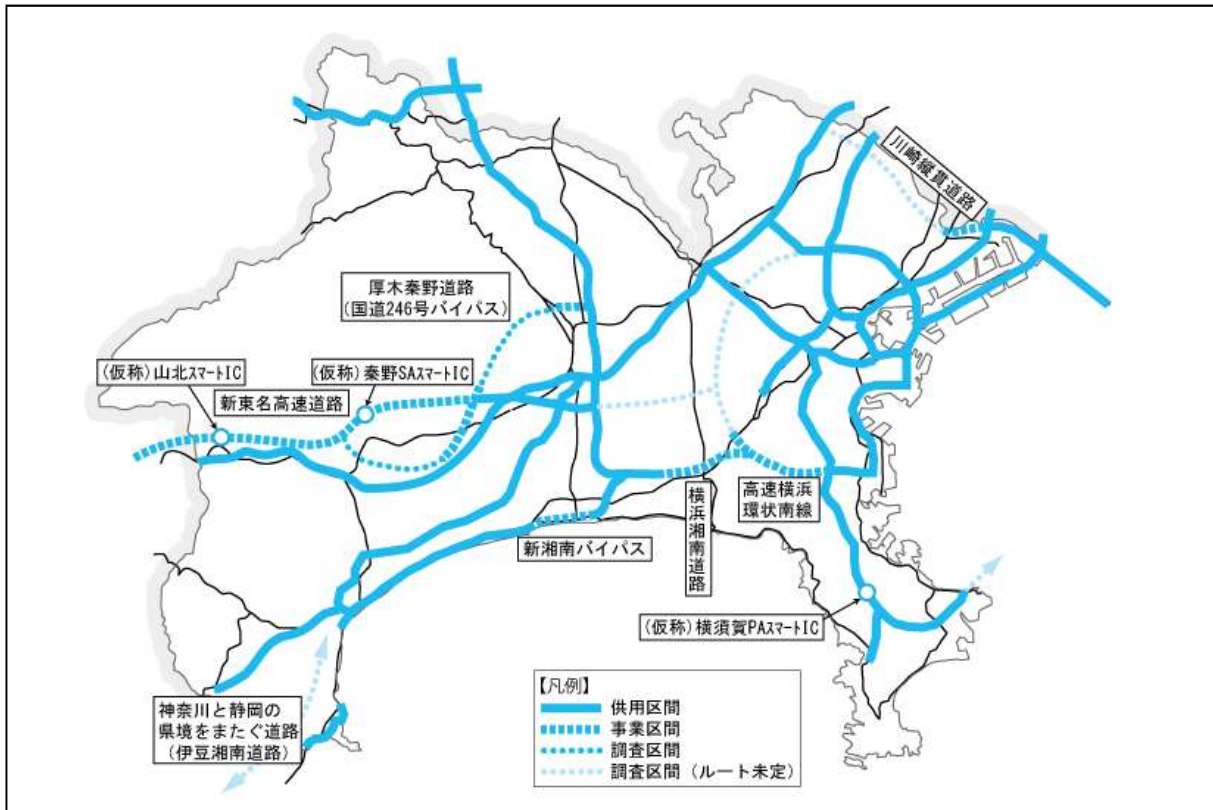 川崎縦貫道路
厚木秦野道路
(国道246号バイパス)
(仮称)山北スマートIC
(仮称)秦野SAスマートIC
新東名高速道路
高速横浜
環状南線
横浜湘南道路
新湘南バイパス
(仮称)横須賀PAスマートIC
神奈川と静岡の
県境をまたぐ道路
(伊豆湘南道路)
【凡例】
供用区間
事業区間
調査区間
調査区間(ルート未定)